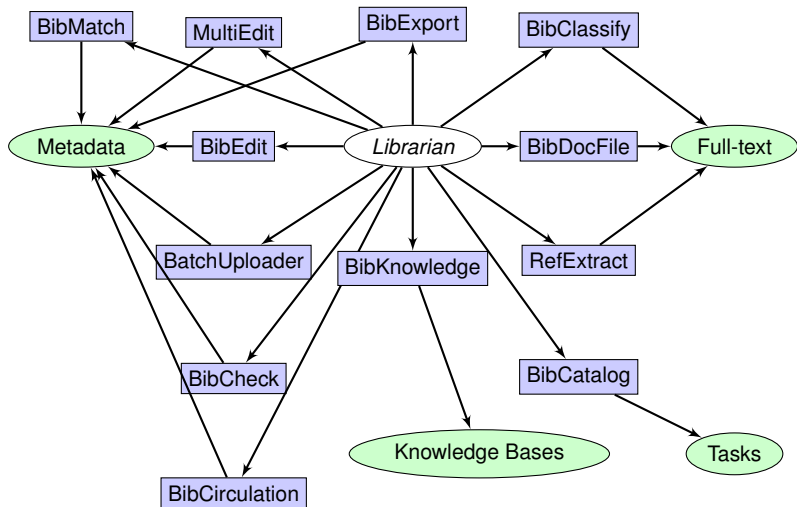 BibMatch
MultiEdit
BibExport
BibClassify
Metadata
BibEdit
Librarian
BibDocFile
Full-text
BatchUploader
BibKnowledge
RefExtract
BibCheck
BibCatalog
Knowledge Bases
Tasks
BibCirculation